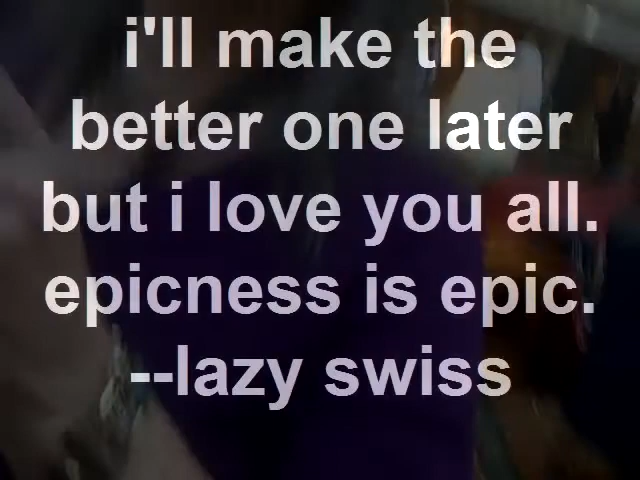 i'll make the
better one later
but i love you all.
epicness is epic.
--lazy swiss